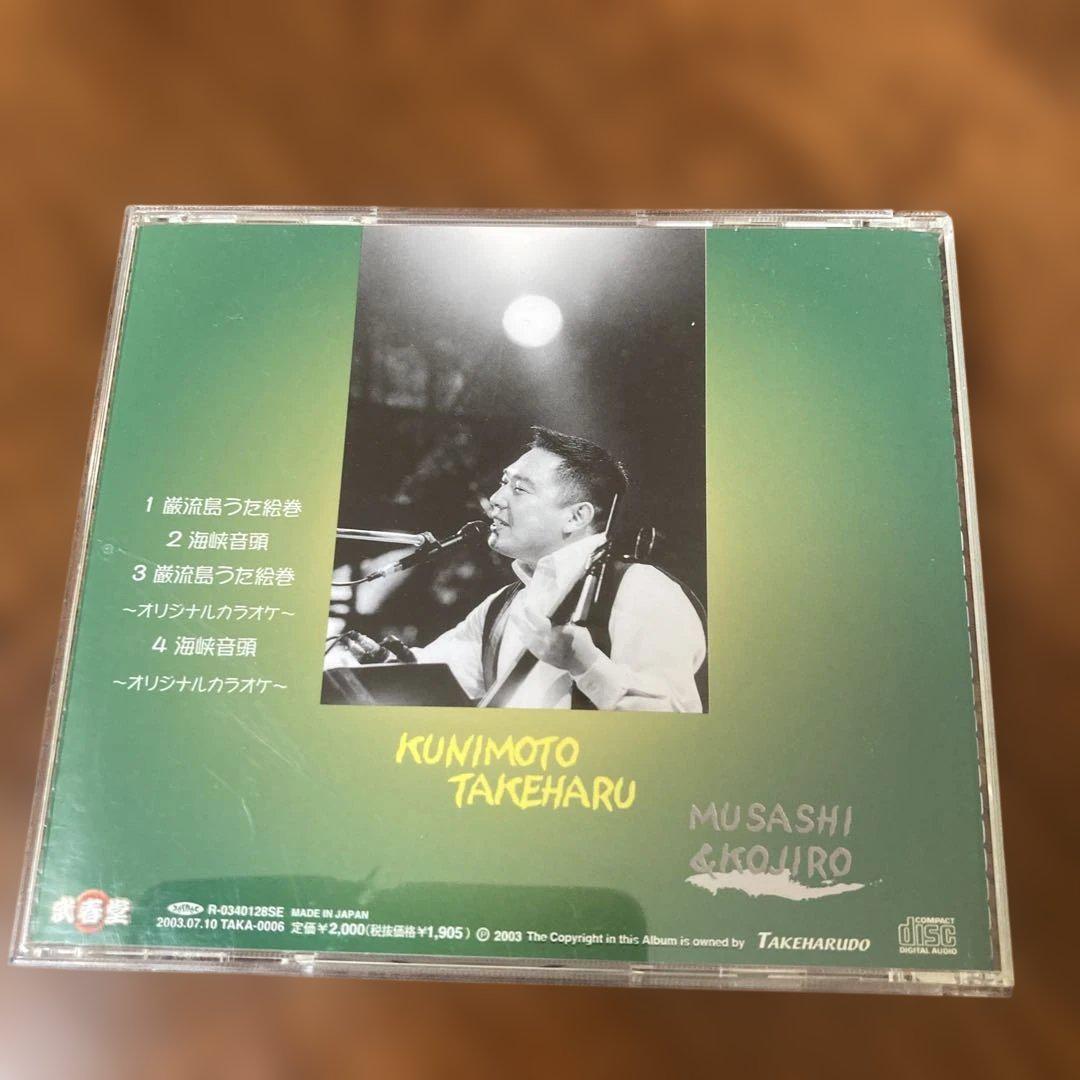 1 巌流島うた絵巻
2 海峡音頭
3 巌流島うた絵巻
～オリジナルカラオケ～
4 海峡音頭
～オリジナルカラオケ～
KUNIMOTO
TAKEHARU
MUSASHI
&KOJIRO
武春堂
R-0340128SE MADE IN JAPAN
2003.07.10 TAKA-0006 定価¥2,000(税抜価格¥1,905) Ⓟ 2003 The Copyright in this Album is owned by TAKEHARUDO
COMPACT
disc
DIGITAL AUDIO